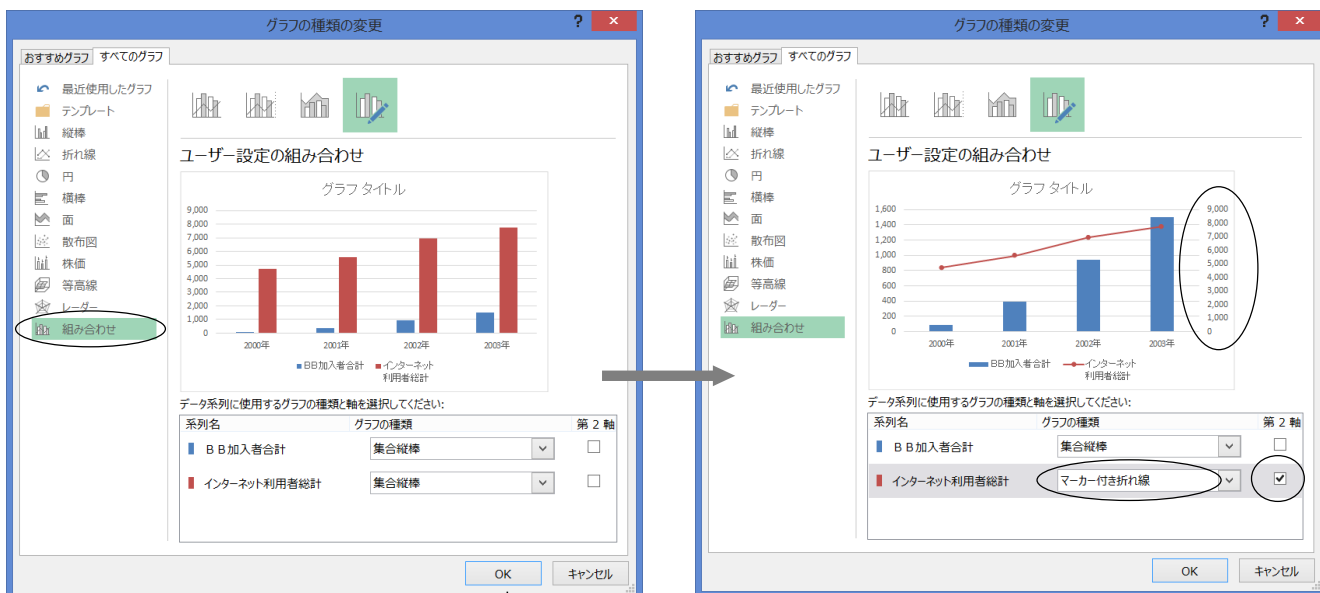 グラフの種類の変更 ? ×
おすすめグラフ すべてのグラフ
最近使用したグラフ
テンプレート
縦棒
折れ線
円
横棒
面
散布図
株価
等高線
レーダー
組み合わせ
ユーザー設定の組み合わせ
グラフ タイトル
9,000
8,000
7,000
6,000
5,000
4,000
3,000
2,000
1,000
0
2000年 2001年 2002年 2003年
BB加入者合計 インターネット
利用者総計
データ系列に使用するグラフの種類と軸を選択してください:
系列名 グラフの種類 第 2 軸
ＢＢ加入者合計 集合縦棒
インターネット利用者総計 集合縦棒
OK キャンセル
グラフの種類の変更 ? ×
おすすめグラフ すべてのグラフ
最近使用したグラフ
テンプレート
縦棒
折れ線
円
横棒
面
散布図
株価
等高線
レーダー
組み合わせ
ユーザー設定の組み合わせ
グラフ タイトル
1,600
1,400
1,200
1,000
800
600
400
200
0
9,000
8,000
7,000
6,000
5,000
4,000
3,000
2,000
1,000
0
2000年 2001年 2002年 2003年
BB加入者合計 インターネット
利用者総計
データ系列に使用するグラフの種類と軸を選択してください:
系列名 グラフの種類 第 2 軸
ＢＢ加入者合計 集合縦棒
インターネット利用者総計 マーカー付き折れ線
OK キャンセル